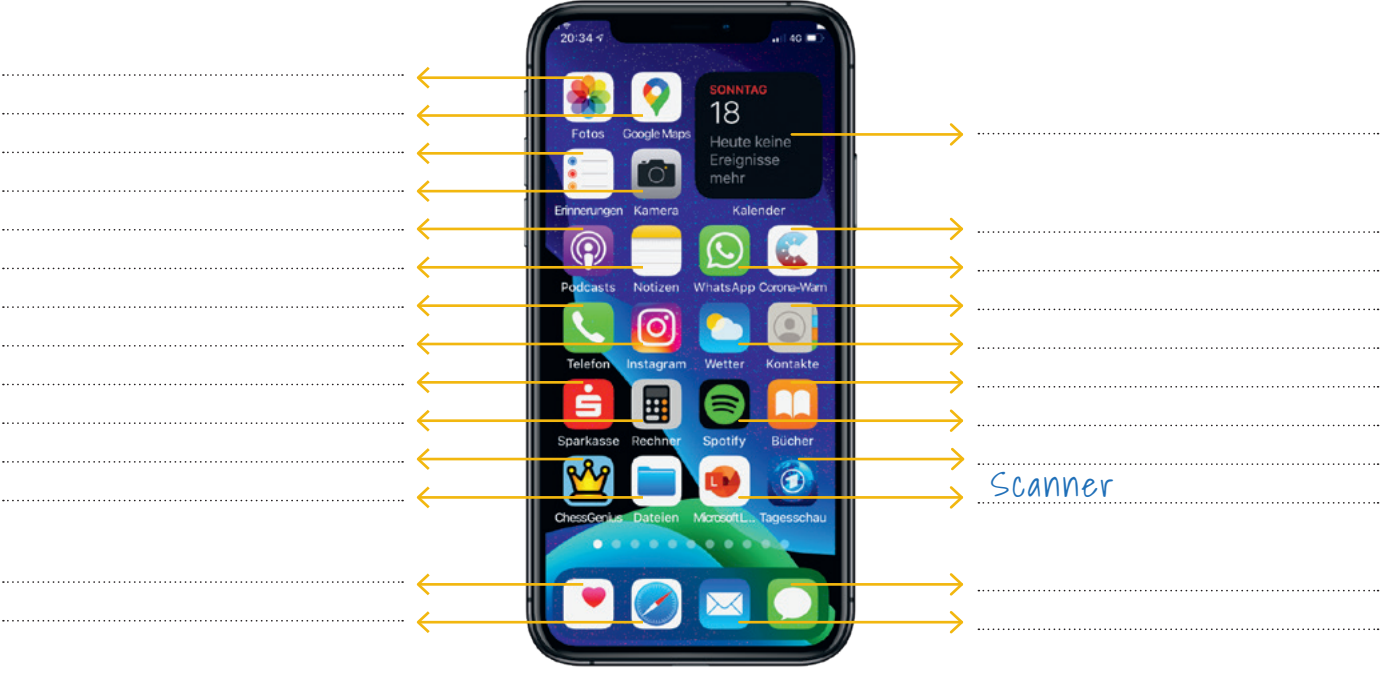 20:34
4G
SONNTAG
18
Heute keine
Ereignisse
mehr
Fotos Google Maps
Erinnerungen Kamera Kalender
Podcasts Notizen WhatsApp Corona-Warn
Telefon Instagram Wetter Kontakte
Sparkasse Rechner Spotify Bücher
L
Scanner
ChessGenius Dateien Microsoft L... Tagesschau